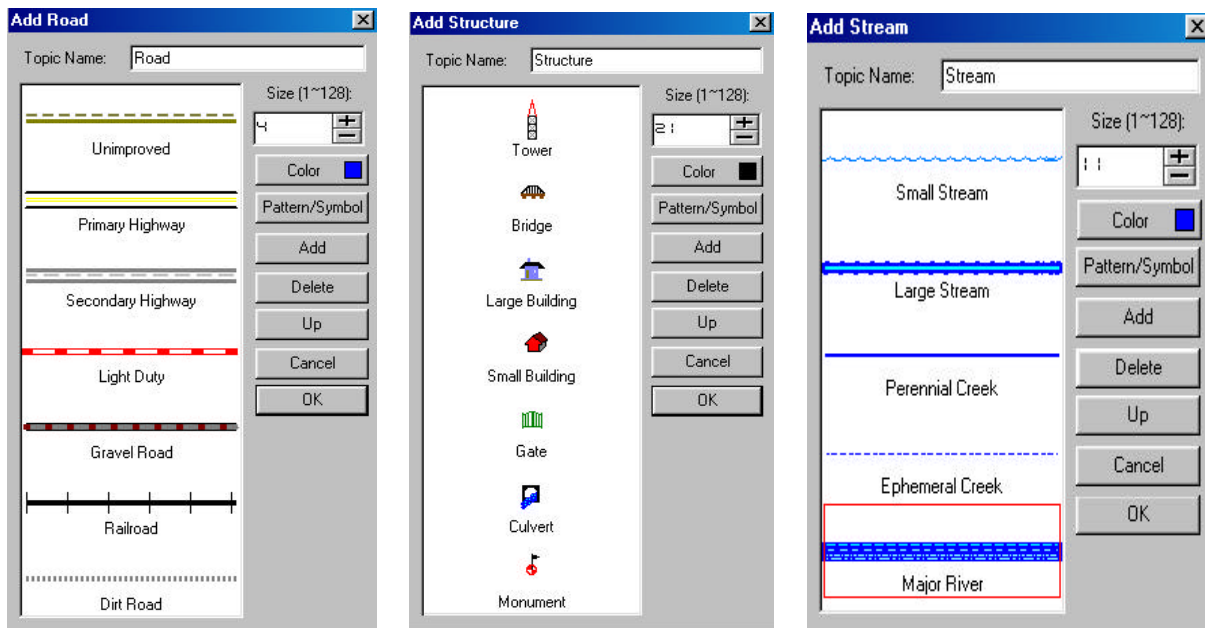 Add Road
Topic Name: Road
Size (1~128):
4
Unimproved
Color
Pattern/Symbol
Primary Highway
Add
Delete
Secondary Highway
Up
Cancel
Light Duty
OK
Gravel Road
Railroad
Dirt Road
Add Structure
Topic Name: Structure
Size (1~128):
21
Tower
Color
Pattern/Symbol
Bridge
Add
Delete
Large Building
Up
Cancel
Small Building
OK
Gate
Culvert
Monument
Add Stream
Topic Name: Stream
Size (1~128):
11
Small Stream
Color
Pattern/Symbol
Large Stream
Add
Delete
Perennial Creek
Up
Cancel
Ephemeral Creek
OK
Major River